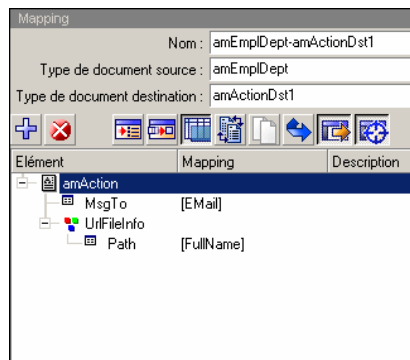 Mapping
Nom : amEmplDept-amActionDst1
Type de document source : amEmplDept
Type de document destination : amActionDst1
Elément Mapping Description
amAction
MsgTo [EMail]
UrlFileInfo
Path [FullName]